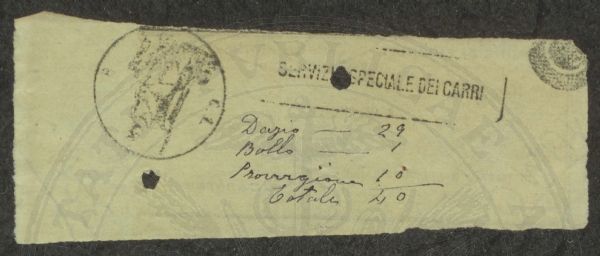 SERVIZIO SPECIALE DEI CARRI
Dazio — 29
Bollo — 1
Provvigione 10
Totale 40